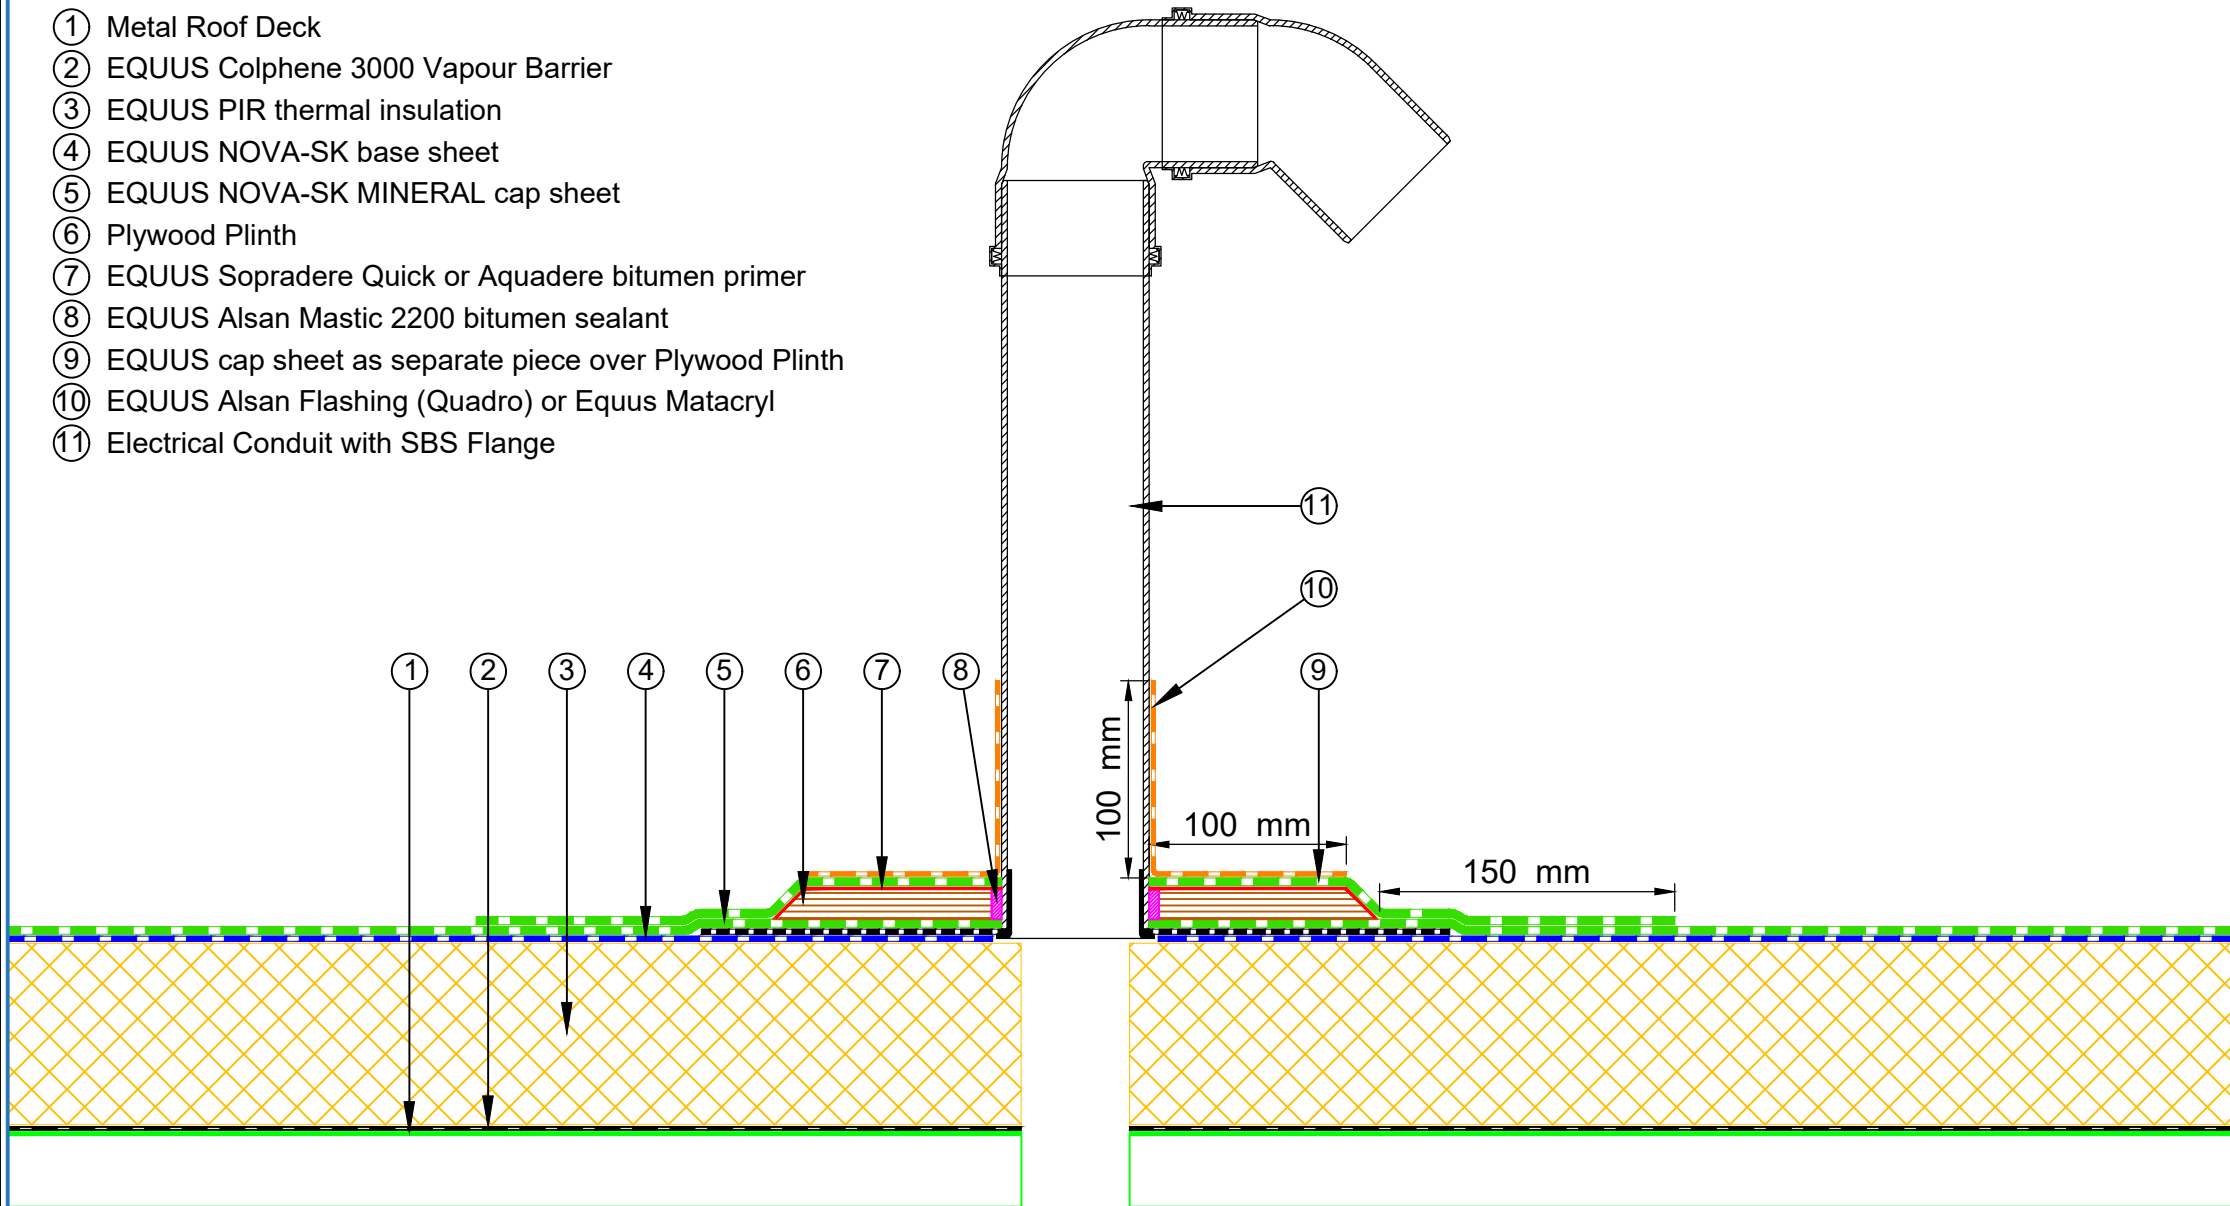 1 Metal Roof Deck
2 EQUUS Colphene 3000 Vapour Barrier
3 EQUUS PIR thermal insulation
4 EQUUS NOVA-SK base sheet
5 EQUUS NOVA-SK MINERAL cap sheet
6 Plywood Plinth
7 EQUUS Sopradere Quick or Aquadere bitumen primer
8 EQUUS Alsan Mastic 2200 bitumen sealant
9 EQUUS cap sheet as separate piece over Plywood Plinth
10 EQUUS Alsan Flashing (Quadro) or Equus Matacryl
11 Electrical Conduit with SBS Flange
11
10
1 2 3 4 5 6 7 8 9
100 mm
100 mm
150 mm